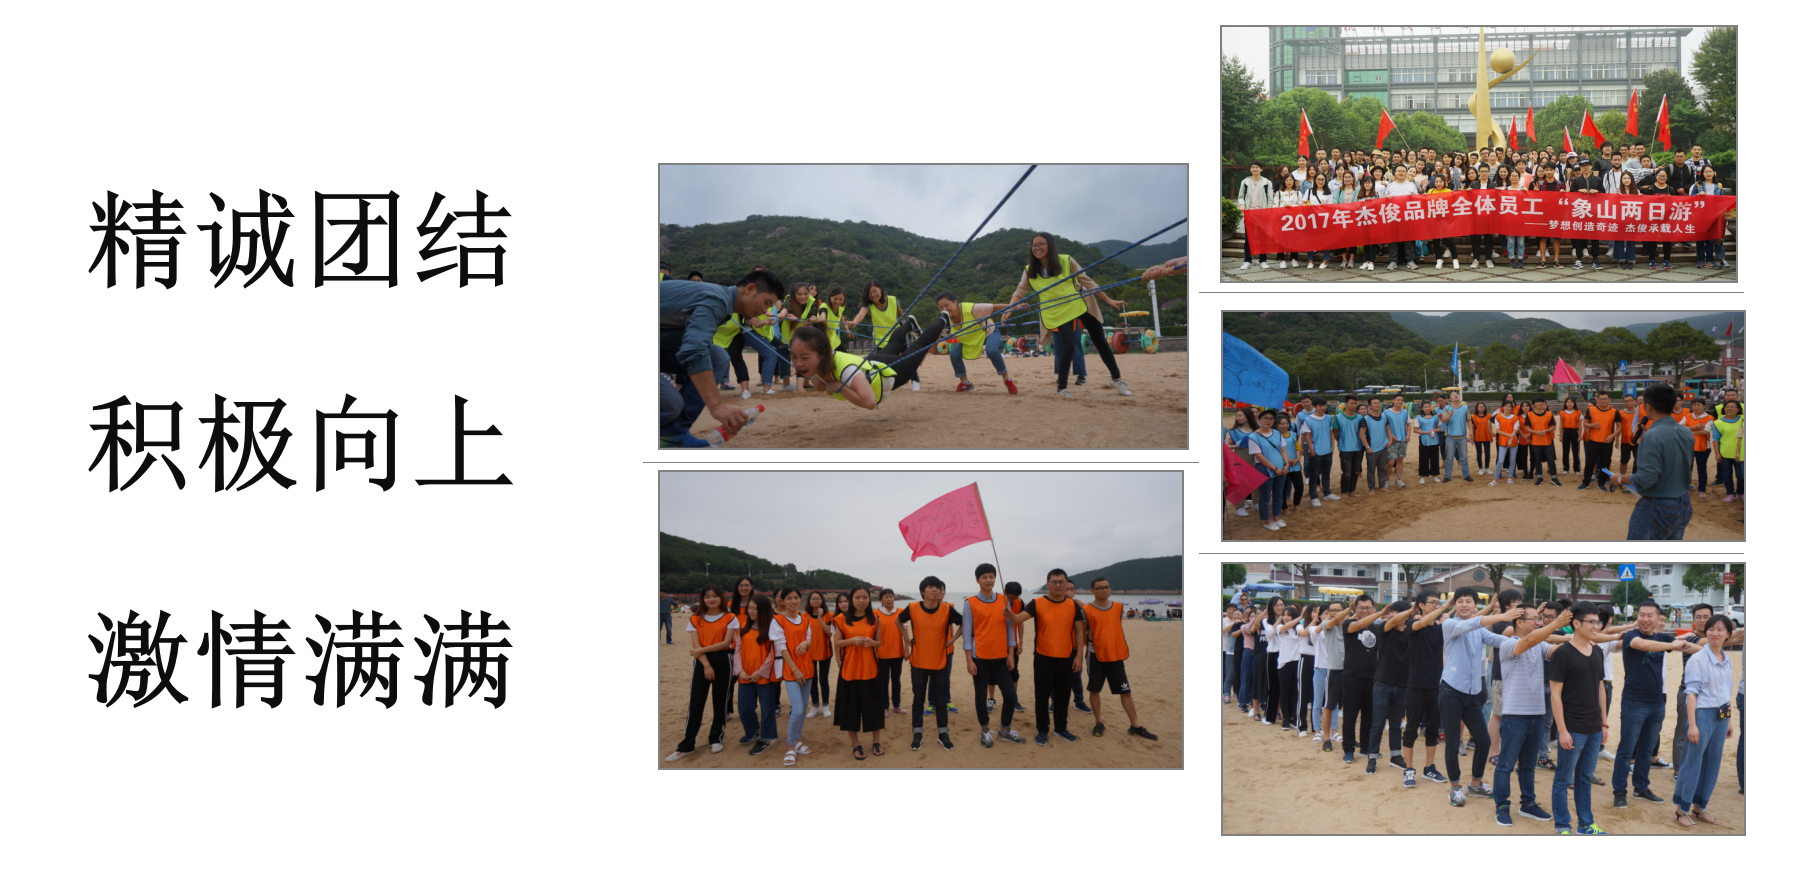 精诚团结
积极向上
激情满满
2017年杰俊品牌全体员工 “象山两日游”
——梦想创造奇迹 杰俊承载人生